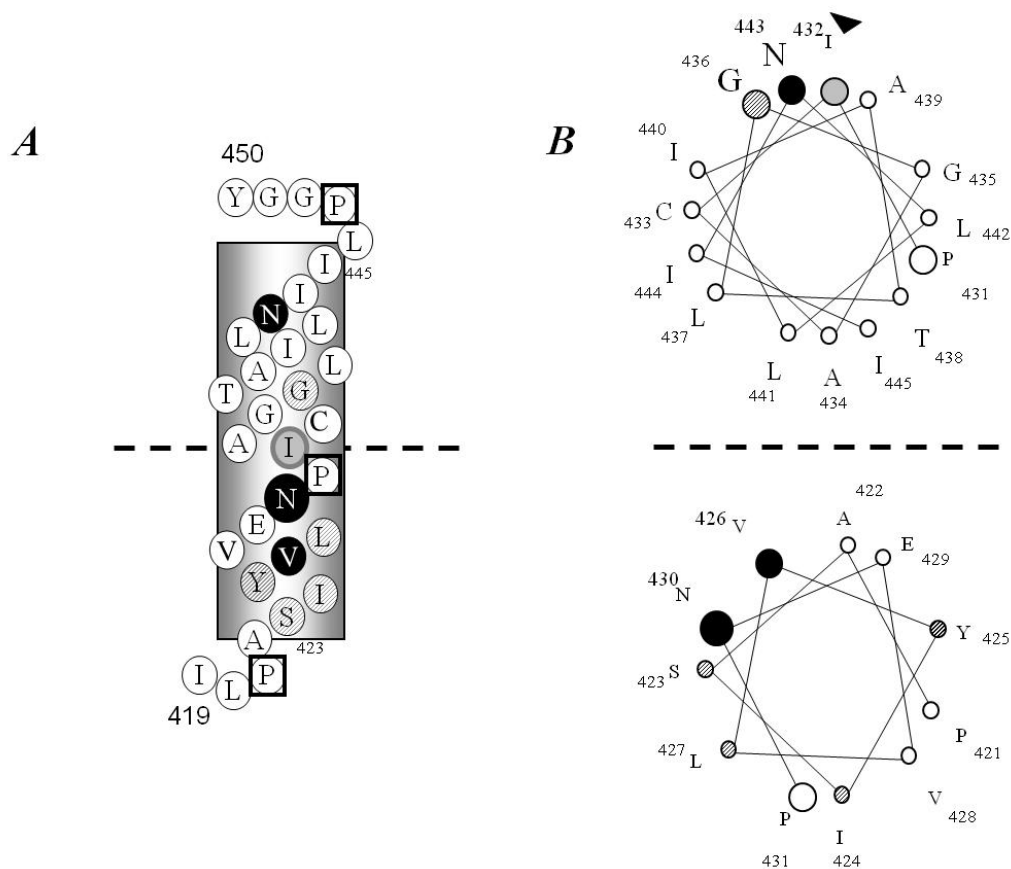 A
450
Y G G P
L
I 445
I
N L
L I
A L
T G
G C
A I
P
N
E
V V L
Y I
S
A 423
I L P
419
B
443 432 I
436 N
G A
439
440
I G 435
433 C L 442
I P
444 431
L
437 T
L A I 438
441 434 445
422
426 V A E
429
430 N
Y
425
423 S
427 L P
421
P I V
428
431 424